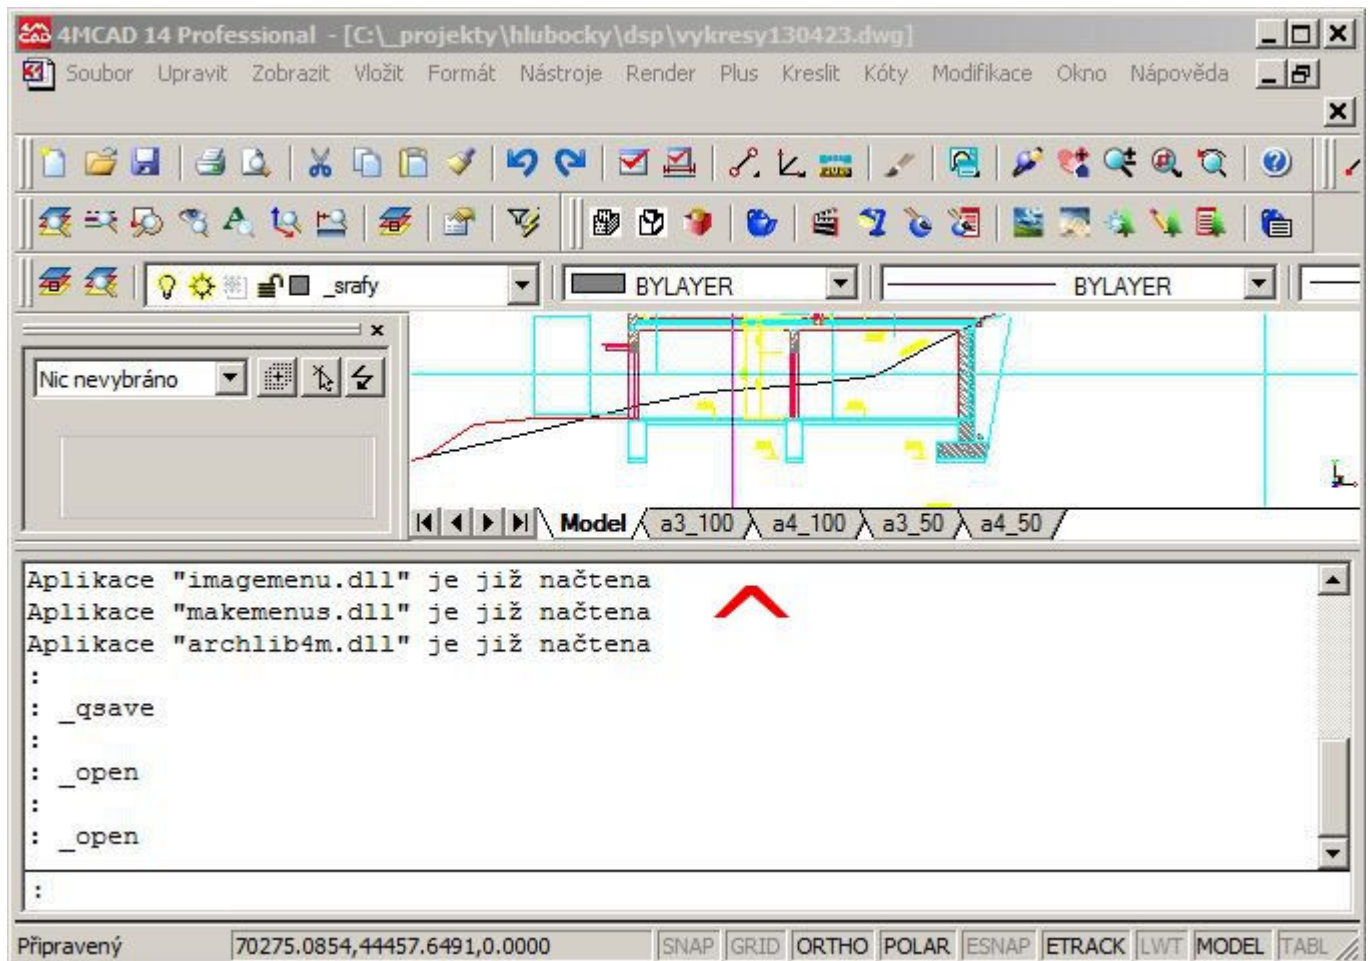 4MCAD 14 Professional - [C:\_projekty\hlubocky\dsp\vykresy130423.dwg]
Soubor Upravit Zobrazit Vložit Formát Nástroje Render Plus Kreslit Kóty Modifikace Okno Nápověda
_srafy BYLAYER BYLAYER
Nic nevybráno
Model a3_100 a4_100 a3_50 a4_50
Aplikace "imagemenu.dll" je již načtena
Aplikace "makemenus.dll" je již načtena
Aplikace "archlib4m.dll" je již načtena
:
: _qsave
:
: _open
:
: _open
:
Připravený 70275.0854,44457.6491,0.0000 SNAP GRID ORTHO POLAR ESNAP ETRACK LWT MODEL TABL